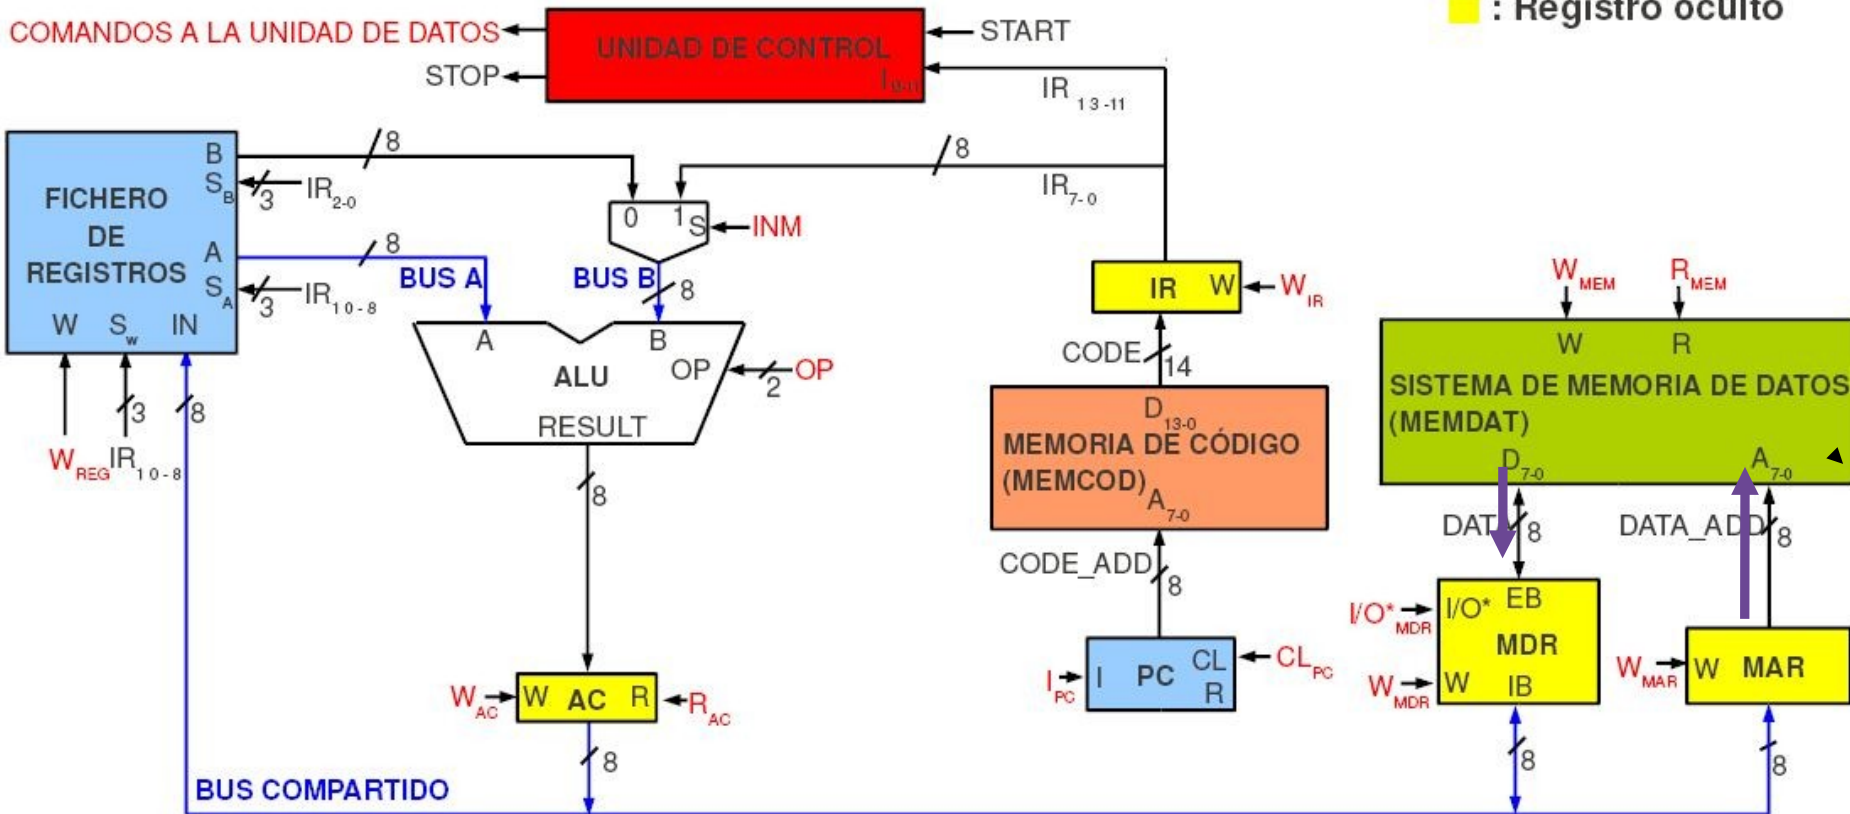 : Registro oculto
COMANDOS A LA UNIDAD DE DATOS
UNIDAD DE CONTROL
START
STOP
I9-11
IR 13-11
8
8
B
SB
3
IR2-0
FICHERO
DE
REGISTROS
IR7-0
0 1 S
INM
A
8
BUS A
BUS B
8
SA
3
IR10-8
W Sw IN
IR W
WIR
WMEM RMEM
A B
OP
2
OP
ALU
RESULT
CODE
14
W R
SISTEMA DE MEMORIA DE DATOS
(MEMDAT)
D7-0
A7-0
3
8
WREG IR10-8
D13-0
MEMORIA DE CÓDIGO
(MEMCOD)
A7-0
8
DATA
8
DATA_ADD
8
CODE_ADD
8
I/O*MDR
I/O* EB
MDR
WMDR
W IB
WMAR
W MAR
IPC
I PC CL
R
CLPC
WAC
W AC R
RAC
8
8
8
BUS COMPARTIDO